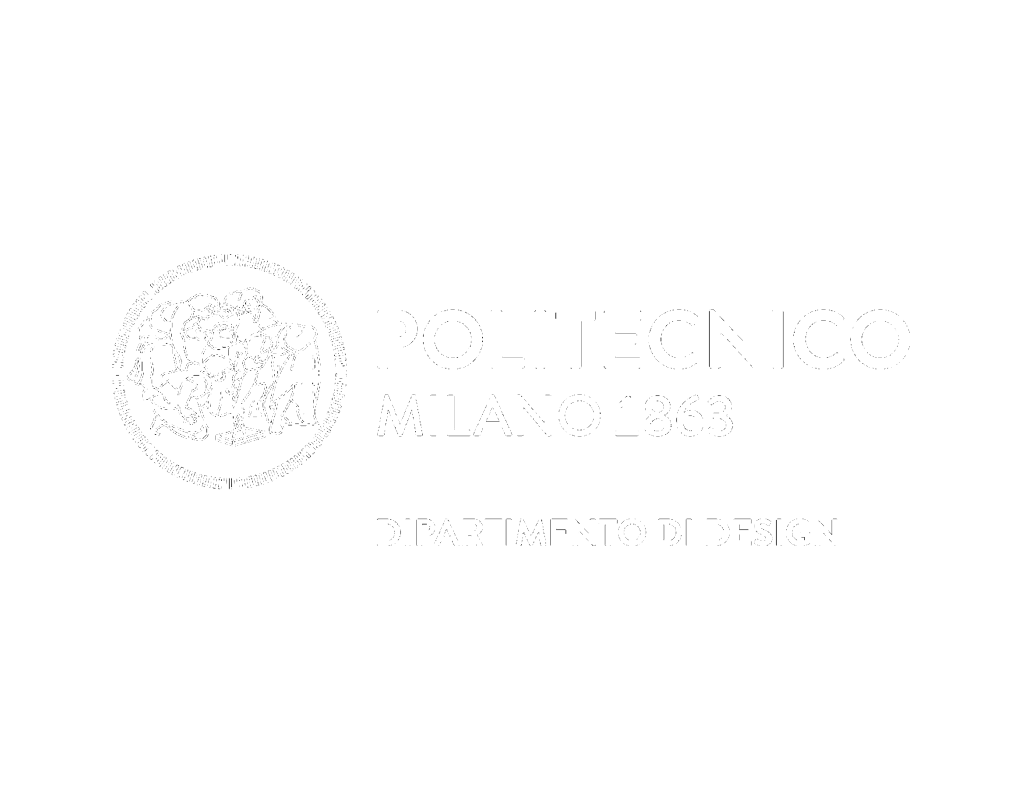 POLITECNICO
MILANO 1863
DIPARTIMENTO DI DESIGN